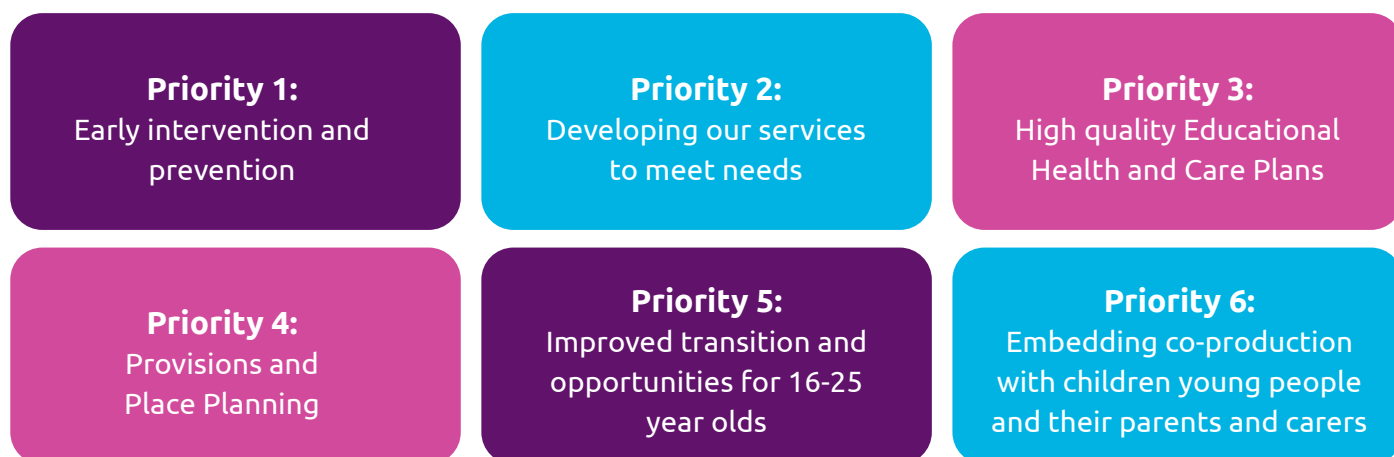 Priority 1:
Early intervention and
prevention
Priority 2:
Developing our services
to meet needs
Priority 3:
High quality Educational
Health and Care Plans
Priority 4:
Provisions and
Place Planning
Priority 5:
Improved transition and
opportunities for 16-25
year olds
Priority 6:
Embedding co-production
with children young people
and their parents and carers